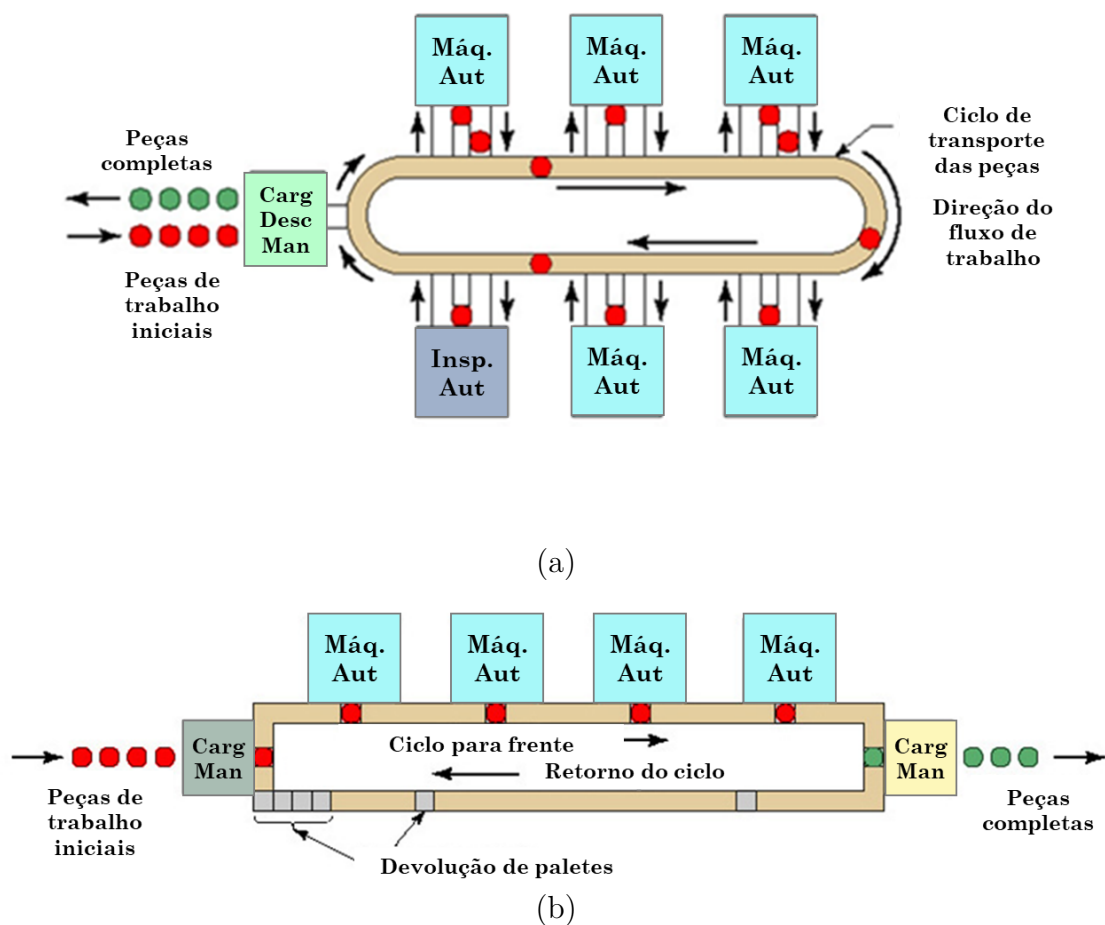 Máq.
Aut
Máq.
Aut
Máq.
Aut
Peças
completas
Carg
Desc
Man
Peças de
trabalho
iniciais
Ciclo de
transporte
das peças
Direção do
fluxo de
trabalho
Insp.
Aut
Máq.
Aut
Máq.
Aut
(a)
Máq.
Aut
Máq.
Aut
Máq.
Aut
Máq.
Aut
Carg
Man
Ciclo para frente
Retorno do ciclo
Carg
Man
Peças de
trabalho
iniciais
Peças
completas
Devolução de paletes
(b)